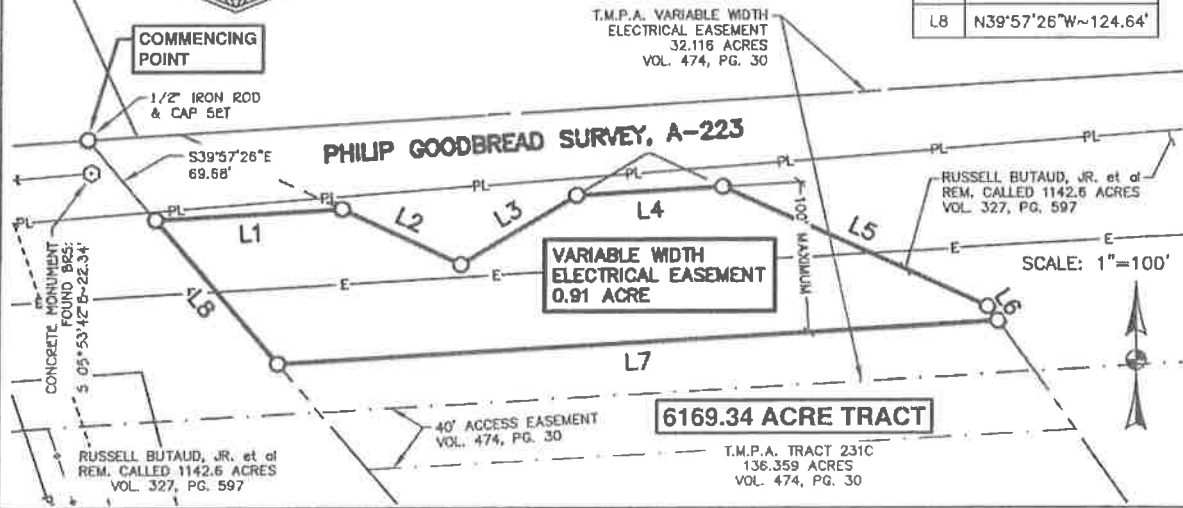 COMMENCING
POINT
1/2" IRON ROD
& CAP SET
S39°57'26"E
69.68'
T.M.P.A. VARIABLE WIDTH
ELECTRICAL EASEMENT
32.116 ACRES
VOL. 474, PG. 30
L8 N39°57'26"W~124.64'
PHILIP GOODBREAD SURVEY, A-223
PL
PL
PL
PL
PL
PL
PL
RUSSELL BUTAUD, JR. et al
REM. CALLED 1142.6 ACRES
VOL. 327, PG. 597
L1
L2
L3
L4
L5
L6
L7
L8
100' MAXIMUM
VARIABLE WIDTH
ELECTRICAL EASEMENT
0.91 ACRE
E
E
E
E
E
E
SCALE: 1"=100'
CONCRETE MONUMENT
FOUND BRS:
S 05°53'42"E~22.34'
40' ACCESS EASEMENT
VOL. 474, PG. 30
6169.34 ACRE TRACT
T.M.P.A. TRACT 231C
136.359 ACRES
VOL. 474, PG. 30
RUSSELL BUTAUD, JR. et al
REM. CALLED 1142.6 ACRES
VOL. 327, PG. 597